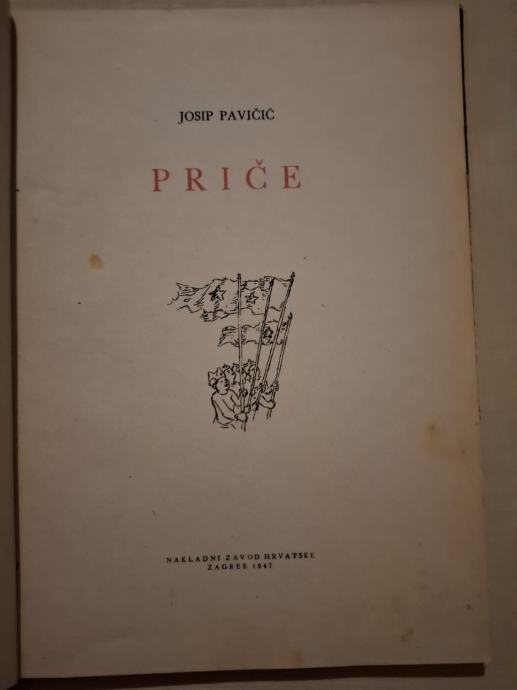 JOSIP PAVIČIĆ
PRIČE
NAKLADNI ZAVOD HRVATSKE
ZAGREB 1947